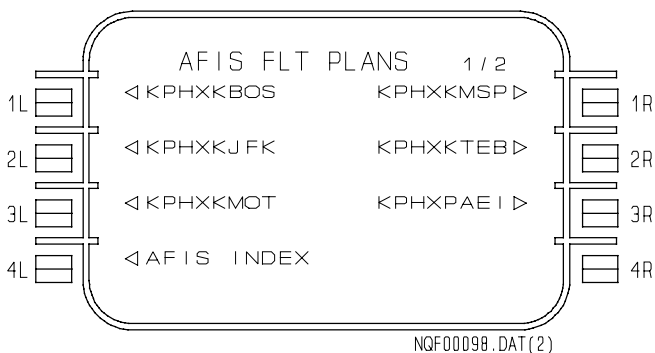 AFIS FLT PLANS 1/2
1L ◁KPHXKBOS KPHXKMSP▷ 1R
2L ◁KPHXKJFK KPHXKTEB▷ 2R
3L ◁KPHXKMOT KPHXPAEI▷ 3R
4L ◁AFIS INDEX 4R
NQF00098.DAT(2)